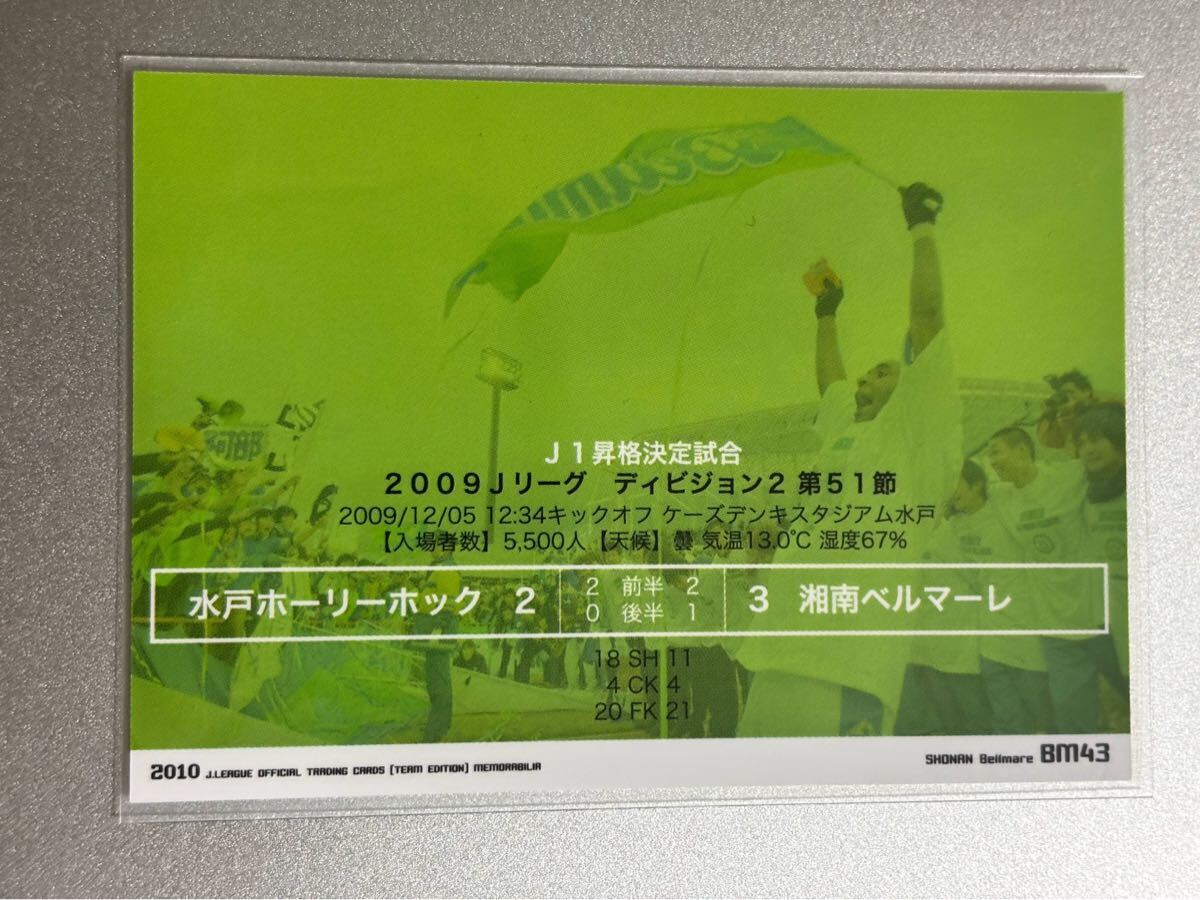 Bellm
阿部
J1昇格決定試合
2009Jリーグ ディビジョン2 第51節
2009/12/05 12:34キックオフ ケーズデンキスタジアム水戸
【入場者数】5,500人【天候】曇 気温13.0℃ 湿度67%
水戸ホーリーホック 2 2 前半 2 3 湘南ベルマーレ
0 後半 1
18 SH 11
4 CK 4
20 FK 21
2010 J.LEAGUE OFFICIAL TRADING CARDS [TEAM EDITION] MEMORABILIA
SHONAN Bellmare BM43